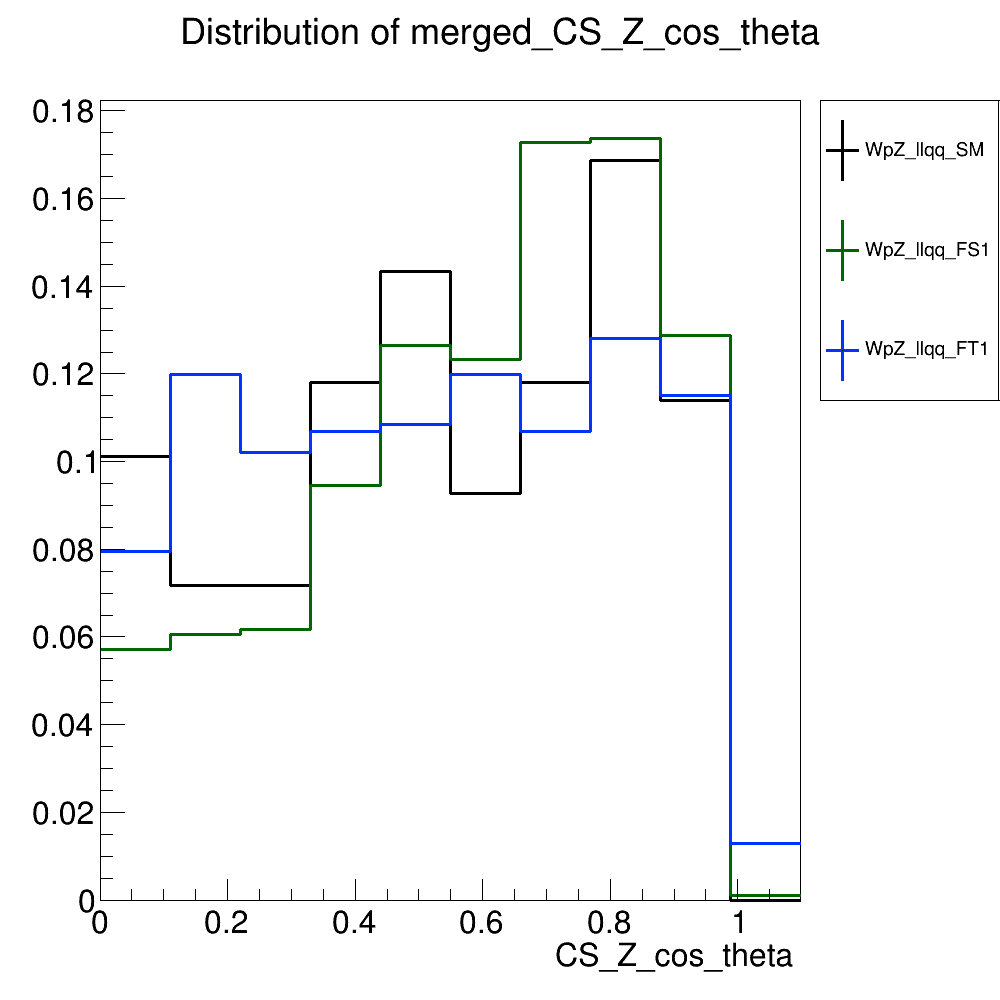 Distribution of merged_CS_Z_cos_theta
0.18
0.16
0.14
0.12
0.1
0.08
0.06
0.04
0.02
0
0 0.2 0.4 0.6 0.8 1
CS_Z_cos_theta
WpZ_llqq_SM
WpZ_llqq_FS1
WpZ_llqq_FT1